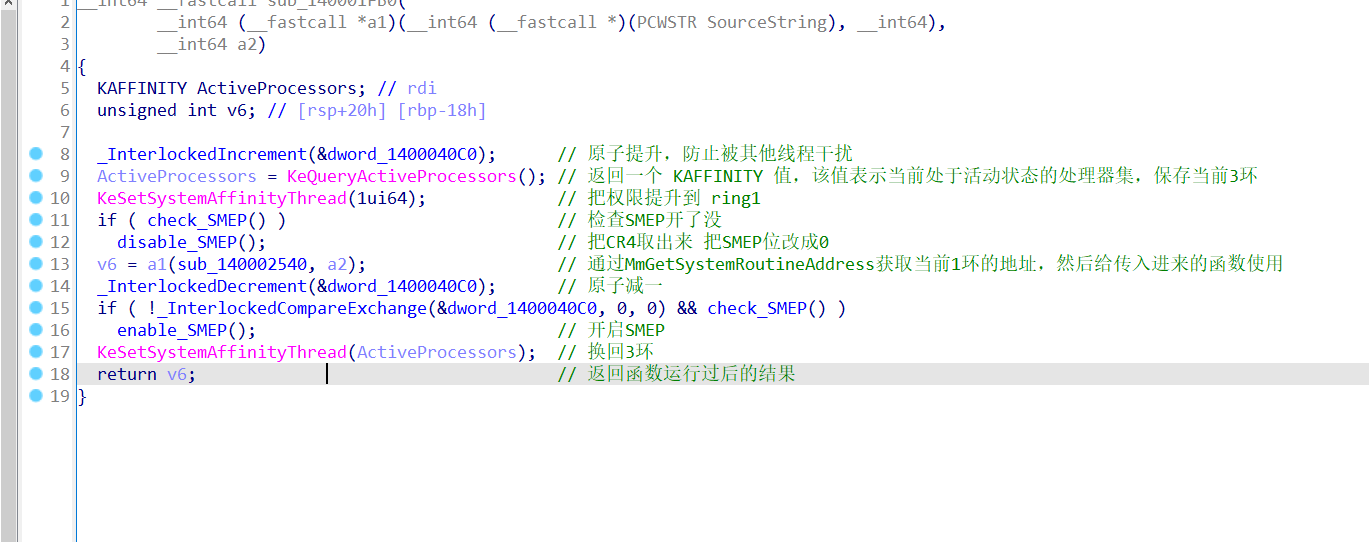 1 __int64 __fastcall sub_140001FB0(
2 __int64 (__fastcall *a1)(__int64 (__fastcall *)(PCWSTR SourceString), __int64),
3 __int64 a2)
4 {
5 KAFFINITY ActiveProcessors; // rdi
6 unsigned int v6; // [rsp+20h] [rbp-18h]
7
8 _InterlockedIncrement(&dword_1400040C0); // 原子提升，防止被其他线程干扰
9 ActiveProcessors = KeQueryActiveProcessors(); // 返回一个 KAFFINITY 值，该值表示当前处于活动状态的处理器集，保存当前3环
10 KeSetSystemAffinityThread(1ui64); // 把权限提升到 ring1
11 if ( check_SMEP() ) // 检查SMEP开了没
12 disable_SMEP(); // 把CR4取出来 把SMEP位改成0
13 v6 = a1(sub_140002540, a2); // 通过MmGetSystemRoutineAddress获取当前1环的地址，然后给传入进来的函数使用
14 _InterlockedDecrement(&dword_1400040C0); // 原子减一
15 if ( !_InterlockedCompareExchange(&dword_1400040C0, 0, 0) && check_SMEP() )
16 enable_SMEP(); // 开启SMEP
17 KeSetSystemAffinityThread(ActiveProcessors); // 换回3环
18 return v6; // 返回函数运行过后的结果
19 }